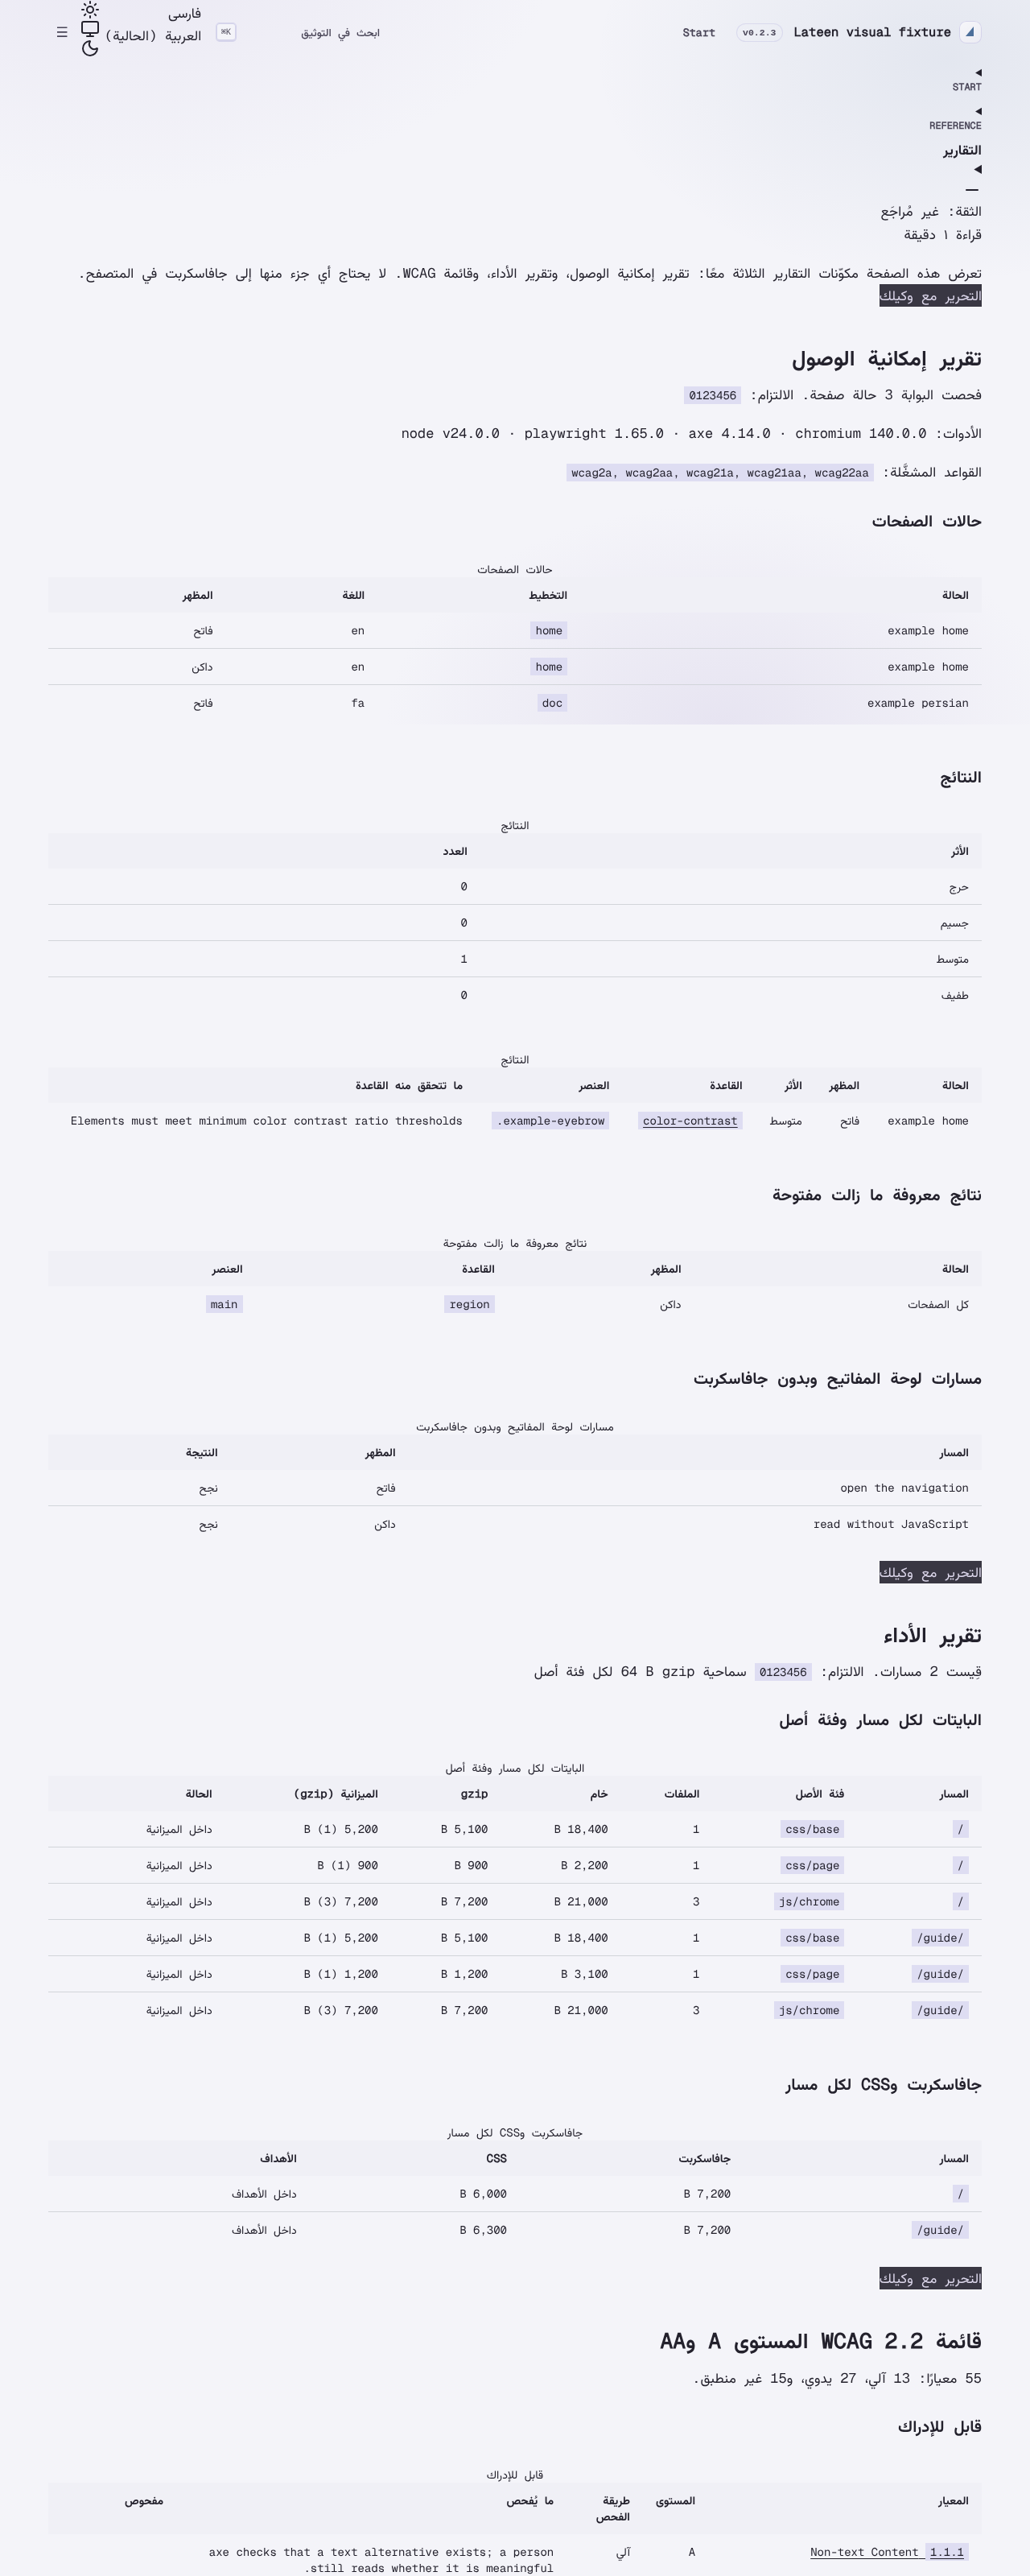 Lateen visual fixture v0.2.3 Start ابحث في التوثيق ⌘K
فارسی
العربية (الحالية)
START
REFERENCE
التقارير
الثقة: غير مُراجَع
قراءة ١ دقيقة
تعرض هذه الصفحة مكوّنات التقارير الثلاثة معًا: تقرير إمكانية الوصول، وتقرير الأداء، وقائمة WCAG. لا يحتاج أي جزء منها إلى جافاسكربت في المتصفح.
التحرير مع وكيلك
تقرير إمكانية الوصول
فحصت البوابة 3 حالة صفحة. الالتزام: 0123456
الأدوات: node v24.0.0 · playwright 1.65.0 · axe 4.14.0 · chromium 140.0.0
القواعد المشغَّلة: wcag2a, wcag2aa, wcag21a, wcag21aa, wcag22aa
حالات الصفحات
حالات الصفحات
الحالة التخطيط اللغة المظهر
example home home en فاتح
example home home en داكن
example persian doc fa فاتح
النتائج
النتائج
الأثر العدد
حرج 0
جسيم 0
متوسط 1
طفيف 0
النتائج
الحالة المظهر الأثر القاعدة العنصر ما تتحقق منه القاعدة
example home فاتح متوسط color-contrast .example-eyebrow Elements must meet minimum color contrast ratio thresholds
نتائج معروفة ما زالت مفتوحة
نتائج معروفة ما زالت مفتوحة
الحالة المظهر القاعدة العنصر
كل الصفحات داكن region main
مسارات لوحة المفاتيح وبدون جافاسكربت
مسارات لوحة المفاتيح وبدون جافاسكربت
المسار المظهر النتيجة
open the navigation فاتح نجح
read without JavaScript داكن نجح
التحرير مع وكيلك
تقرير الأداء
قِيست 2 مسارات. الالتزام: 0123456 سماحية 64 B gzip لكل فئة أصل
البايتات لكل مسار وفئة أصل
البايتات لكل مسار وفئة أصل
المسار فئة الأصل الملفات خام gzip الميزانية (gzip) الحالة
/ css/base 1 18,400 B 5,100 B 5,200 B (1) داخل الميزانية
/ css/page 1 2,200 B 900 B 900 B (1) داخل الميزانية
/ js/chrome 3 21,000 B 7,200 B 7,200 B (3) داخل الميزانية
/guide/ css/base 1 18,400 B 5,100 B 5,200 B (1) داخل الميزانية
/guide/ css/page 1 3,100 B 1,200 B 1,200 B (1) داخل الميزانية
/guide/ js/chrome 3 21,000 B 7,200 B 7,200 B (3) داخل الميزانية
جافاسكربت وCSS لكل مسار
جافاسكربت وCSS لكل مسار
المسار جافاسكربت CSS الأهداف
/ 7,200 B 6,000 B داخل الأهداف
/guide/ 7,200 B 6,300 B داخل الأهداف
التحرير مع وكيلك
قائمة WCAG 2.2 المستوى A وAA
55 معيارًا: 13 آلي، 27 يدوي، و15 غير منطبق.
قابل للإدراك
قابل للإدراك
المعيار المستوى طريقة الفحص ما يُفحص مفحوص
1.1.1 Non-text Content A آلي axe checks that a text alternative exists; a person
still reads whether it is meaningful.